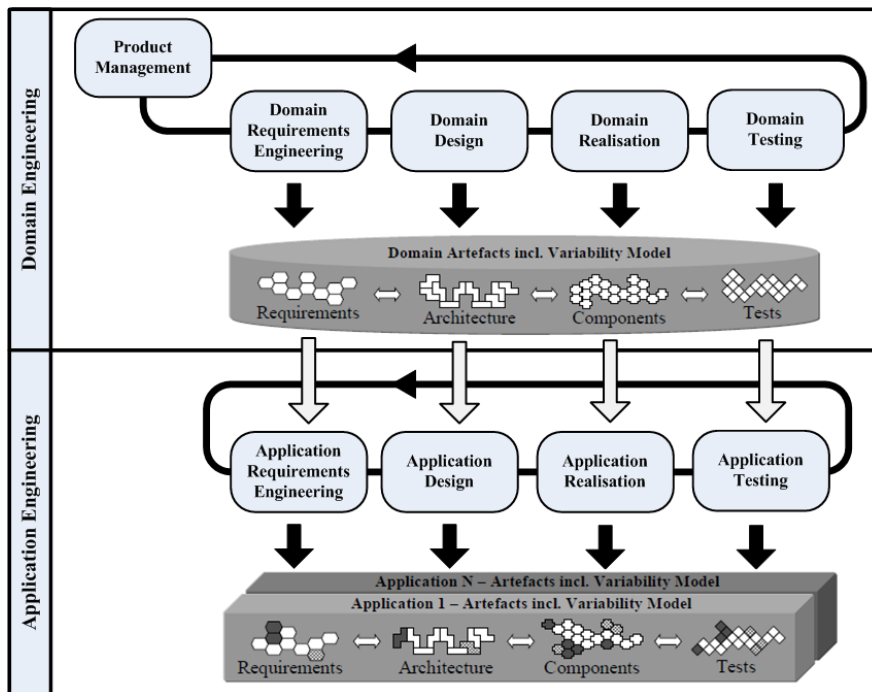 Domain Engineering
Product
Management
Domain
Requirements
Engineering
Domain
Design
Domain
Realisation
Domain
Testing
Domain Artefacts incl. Variability Model
Requirements
Architecture
Components
Tests
Application Engineering
Application
Requirements
Engineering
Application
Design
Application
Realisation
Application
Testing
Application N – Artefacts incl. Variability Model
Application 1 – Artefacts incl. Variability Model
Requirements
Architecture
Components
Tests